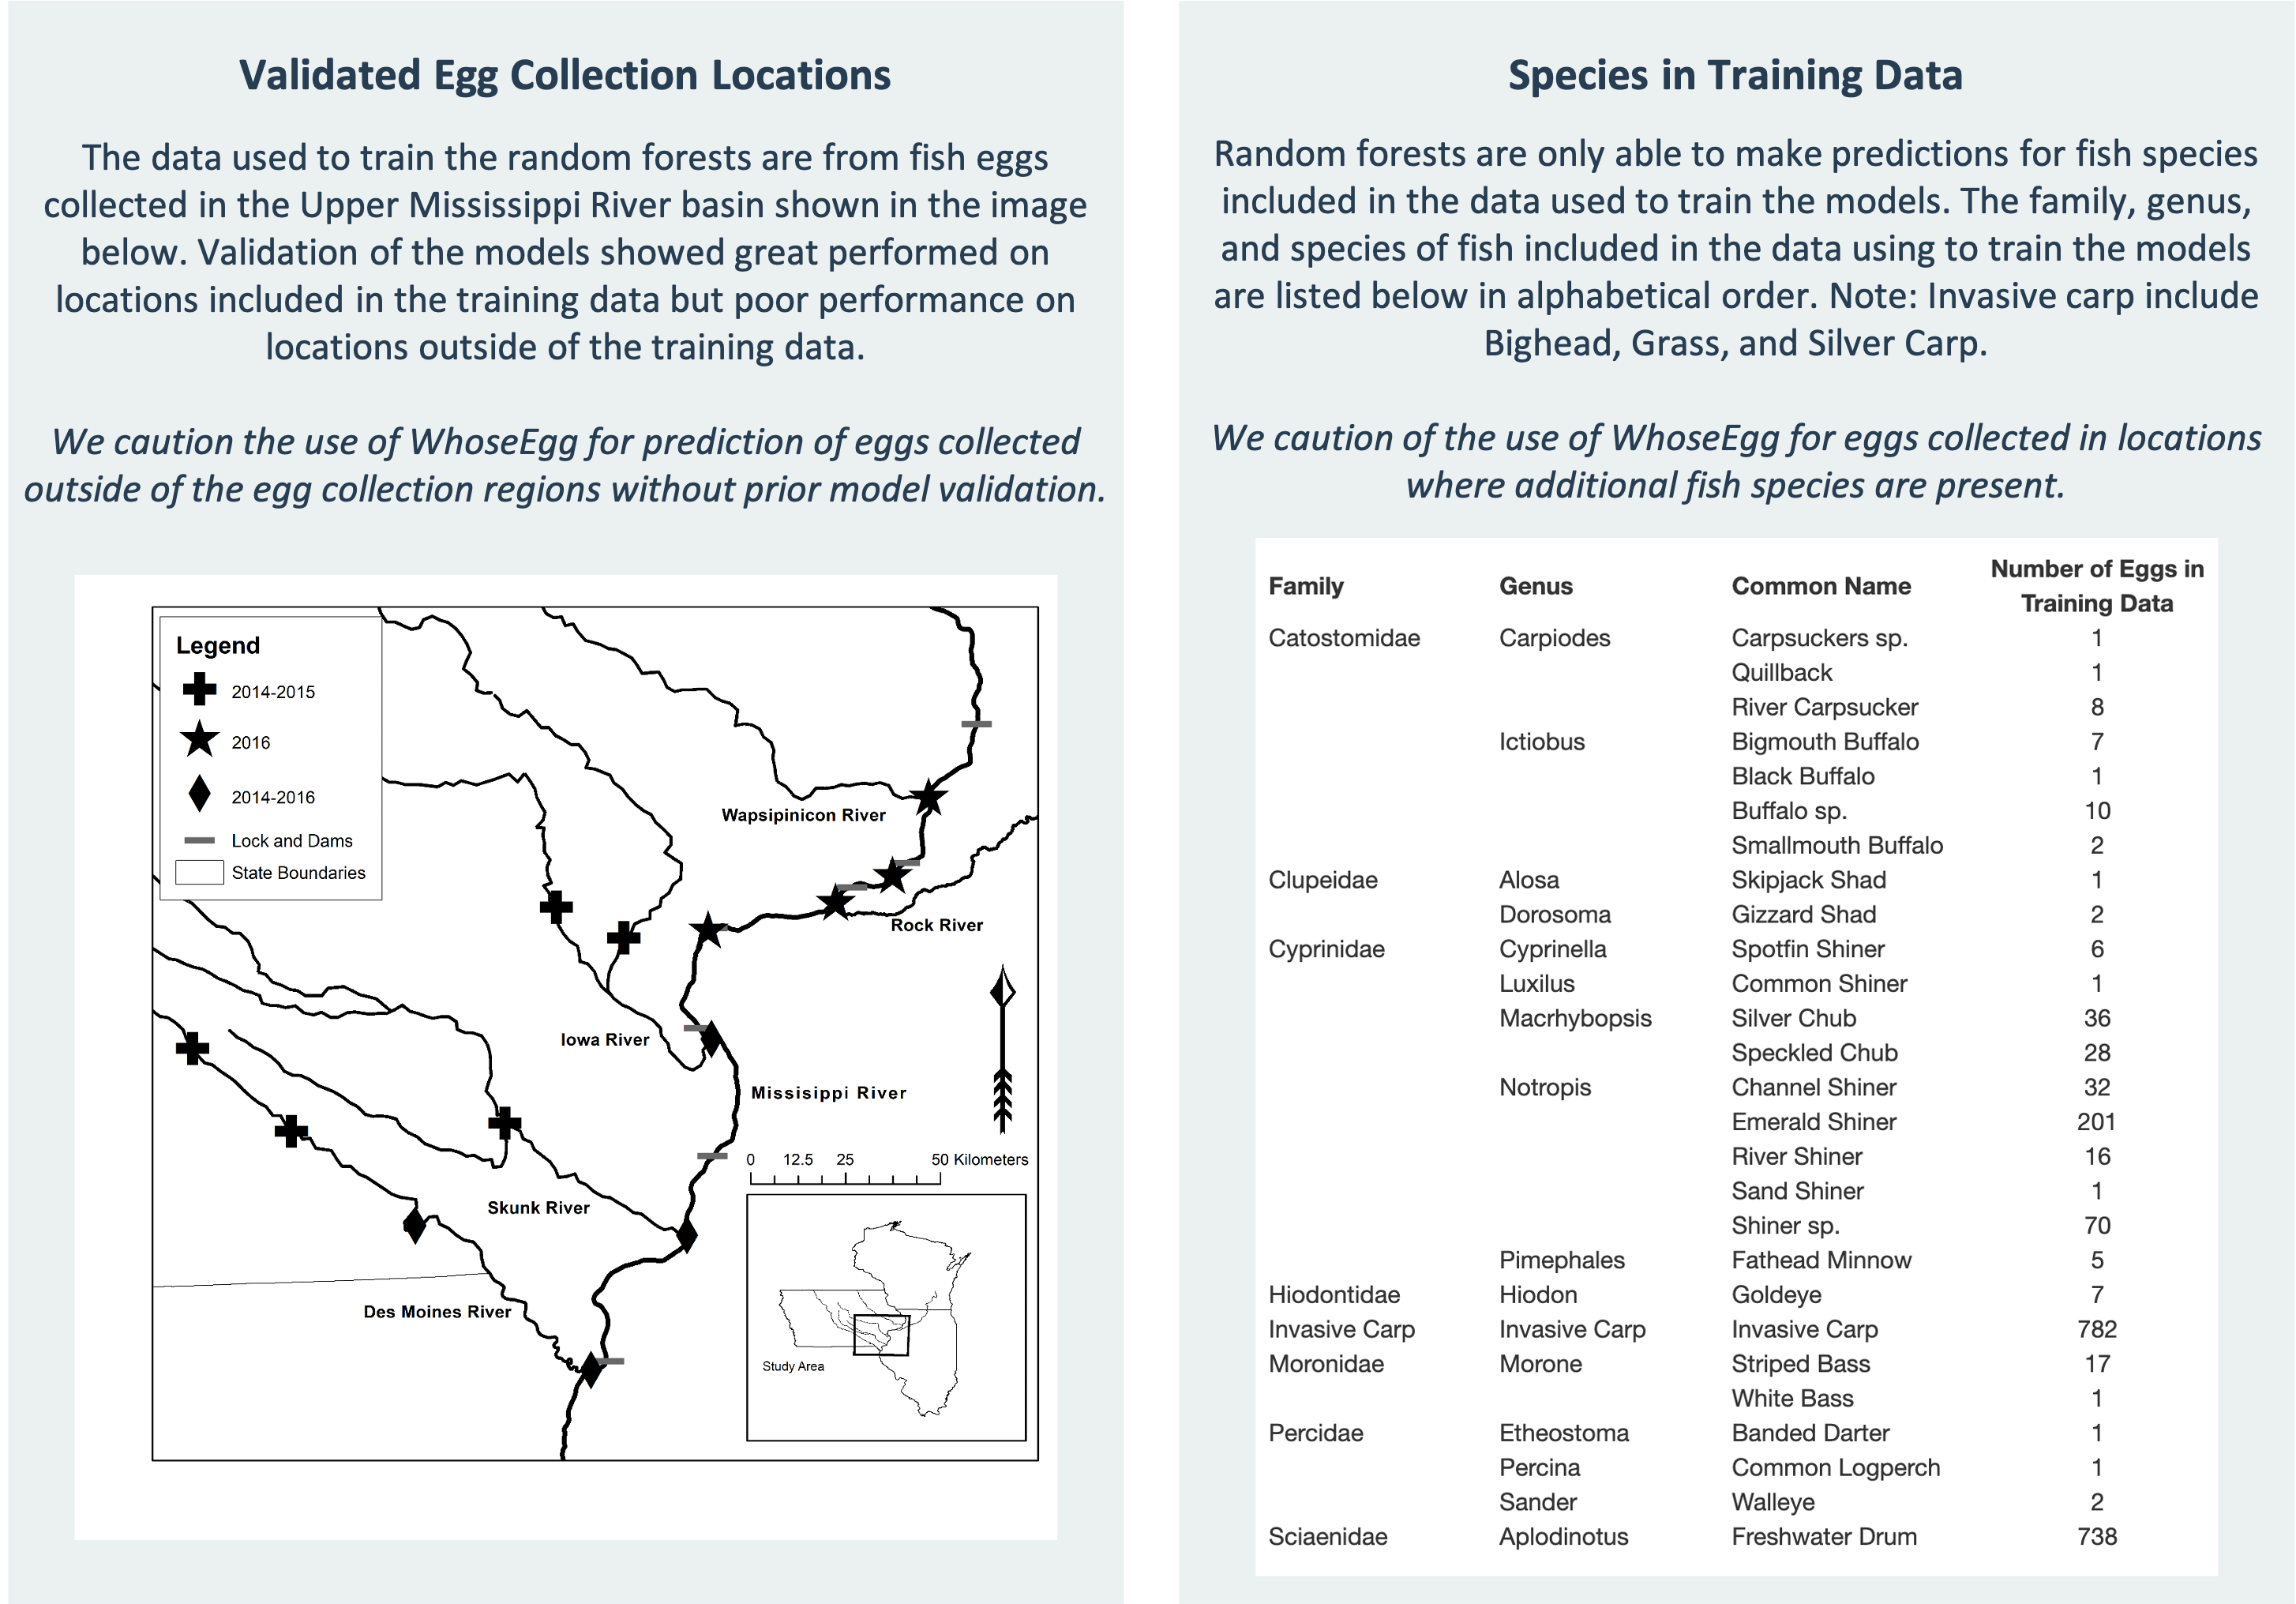 Validated Egg Collection Locations
The data used to train the random forests are from fish eggs
collected in the Upper Mississippi River basin shown in the image
below. Validation of the models showed great performed on
locations included in the training data but poor performance on
locations outside of the training data.
We caution the use of WhoseEgg for prediction of eggs collected
outside of the egg collection regions without prior model validation.
Legend
2014-2015
2016
2014-2016
Lock and Dams
State Boundaries
Wapsipinicon River
Rock River
Iowa River
Missisippi River
0 12.5 25 50 Kilometers
Skunk River
Des Moines River
Study Area
Species in Training Data
Random forests are only able to make predictions for fish species
included in the data used to train the models. The family, genus,
and species of fish included in the data using to train the models
are listed below in alphabetical order. Note: Invasive carp include
Bighead, Grass, and Silver Carp.
We caution of the use of WhoseEgg for eggs collected in locations
where additional fish species are present.
Family Genus Common Name Number of Eggs in
Training Data
Catostomidae Carpiodes Carpsuckers sp. 1
Quillback 1
River Carpsucker 8
Ictiobus Bigmouth Buffalo 7
Black Buffalo 1
Buffalo sp. 10
Smallmouth Buffalo 2
Clupeidae Alosa Skipjack Shad 1
Dorosoma Gizzard Shad 2
Cyprinidae Cyprinella Spotfin Shiner 6
Luxilus Common Shiner 1
Macrhybopsis Silver Chub 36
Speckled Chub 28
Notropis Channel Shiner 32
Emerald Shiner 201
River Shiner 16
Sand Shiner 1
Shiner sp. 70
Pimephales Fathead Minnow 5
Hiodontidae Hiodon Goldeye 7
Invasive Carp Invasive Carp Invasive Carp 782
Moronidae Morone Striped Bass 17
White Bass 1
Percidae Etheostoma Banded Darter 1
Percina Common Logperch 1
Sander Walleye 2
Sciaenidae Aplodinotus Freshwater Drum 738